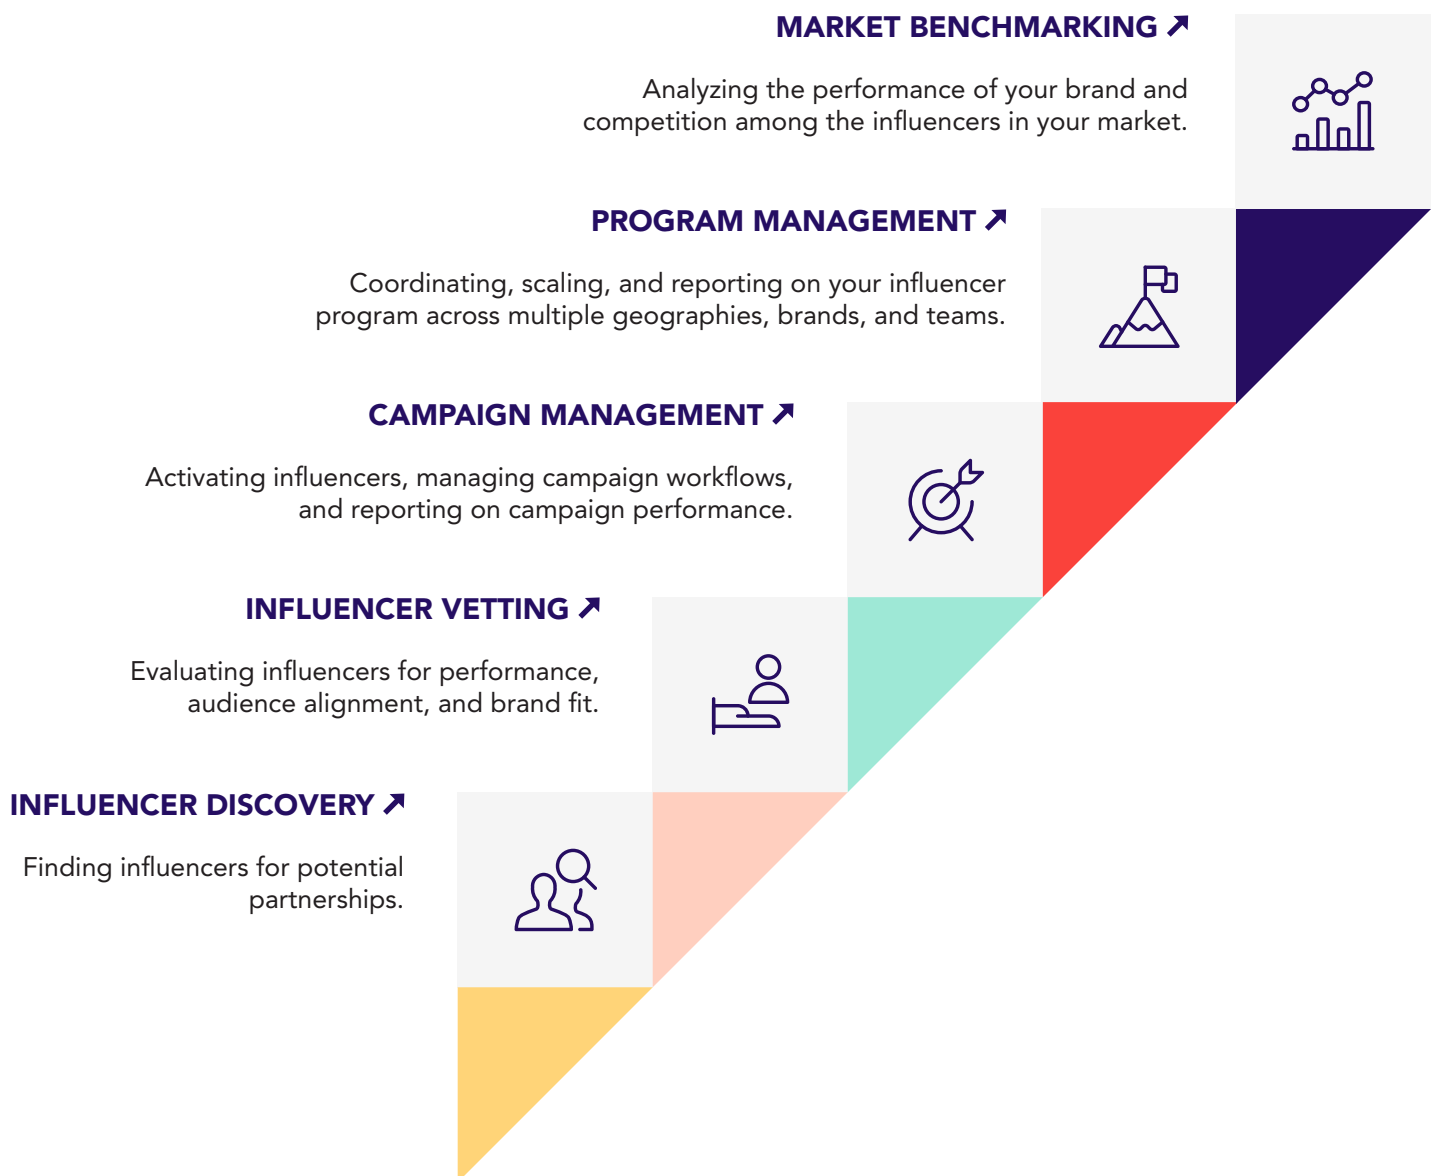 MARKET BENCHMARKING
Analyzing the performance of your brand and
competition among the influencers in your market.
PROGRAM MANAGEMENT
Coordinating, scaling, and reporting on your influencer
program across multiple geographies, brands, and teams.
CAMPAIGN MANAGEMENT
Activating influencers, managing campaign workflows,
and reporting on campaign performance.
INFLUENCER VETTING
Evaluating influencers for performance,
audience alignment, and brand fit.
INFLUENCER DISCOVERY
Finding influencers for potential
partnerships.